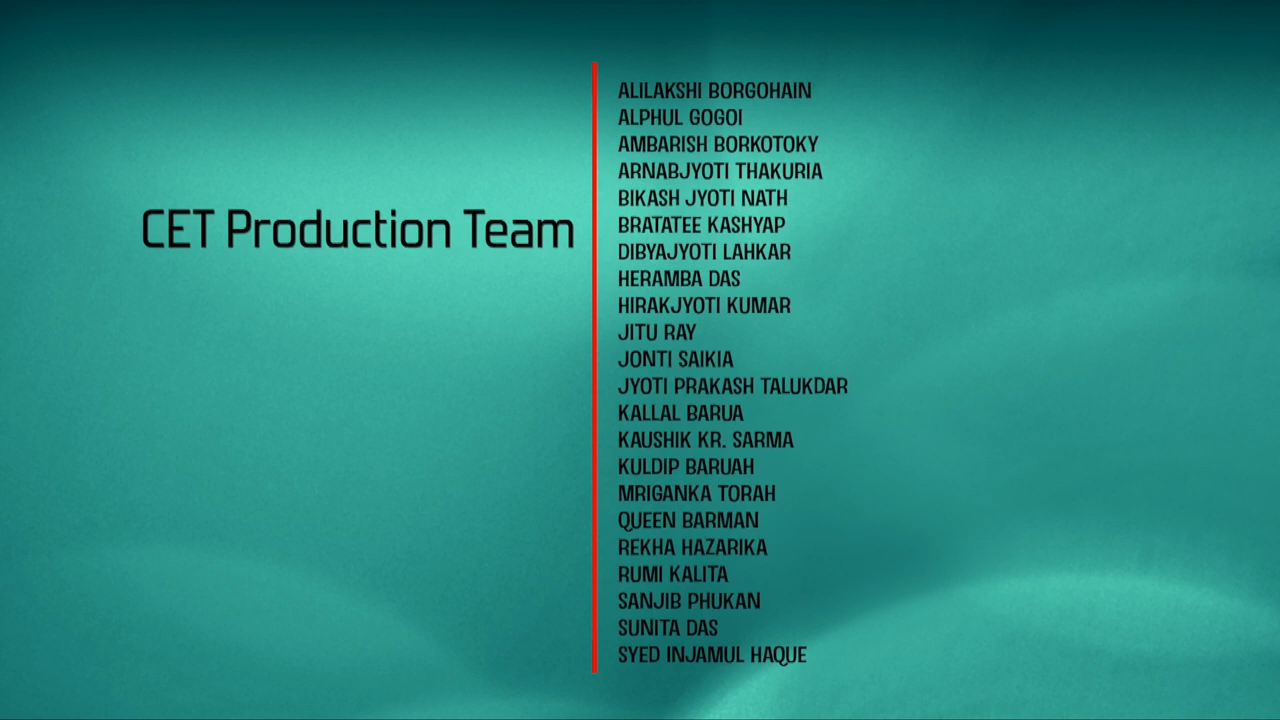 CET Production Team
ALILAKSHI BORGOHAIN
ALPHUL GOGOI
AMBARISH BORKOTOKY
ARNABJYOTI THAKURIA
BIKASH JYOTI NATH
BRATATEE KASHYAP
DIBYAJYOTI LAHKAR
HERAMBA DAS
HIRAKJYOTI KUMAR
JITU RAY
JONTI SAIKIA
JYOTI PRAKASH TALUKDAR
KALLAL BARUA
KAUSHIK KR. SARMA
KULDIP BARUAH
MRIGANKA TORAH
QUEEN BARMAN
REKHA HAZARIKA
RUMI KALITA
SANJIB PHUKAN
SUNITA DAS
SYED INJAMUL HAQUE